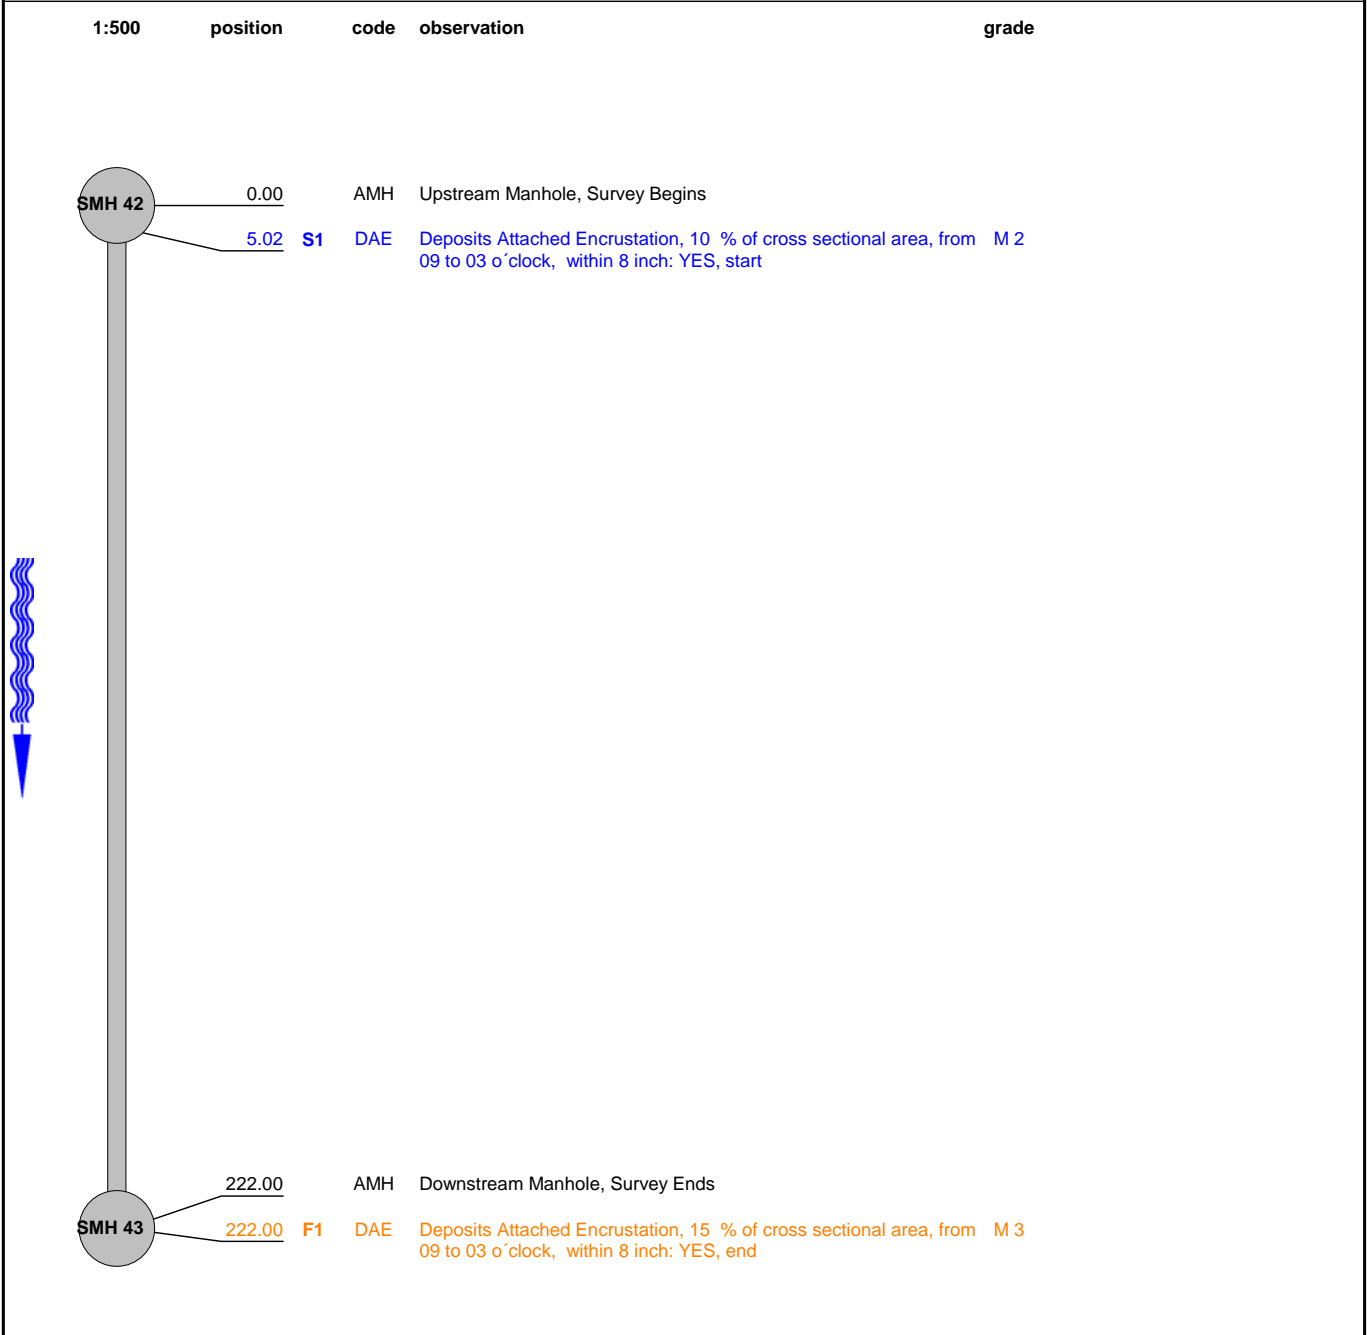 1:500 position code observation grade
SMH 42 0.00 AMH Upstream Manhole, Survey Begins
5.02 S1 DAE Deposits Attached Encrustation, 10 % of cross sectional area, from M 2
09 to 03 o´clock, within 8 inch: YES, start
222.00 AMH Downstream Manhole, Survey Ends
SMH 43 222.00 F1 DAE Deposits Attached Encrustation, 15 % of cross sectional area, from M 3
09 to 03 o´clock, within 8 inch: YES, end